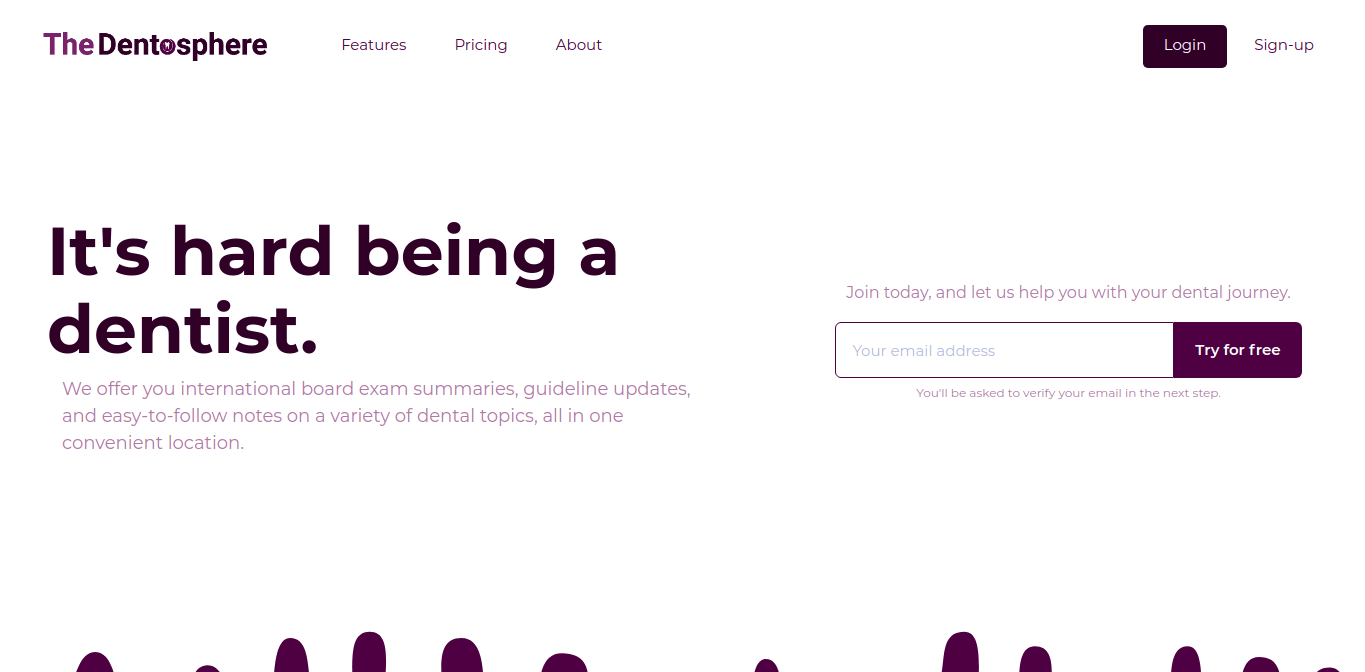 The Dentosphere
Features
Pricing
About
Login
Sign-up
It's hard being a
dentist.
We offer you international board exam summaries, guideline updates,
and easy-to-follow notes on a variety of dental topics, all in one
convenient location.
Join today, and let us help you with your dental journey.
Your email address
Try for free
You'll be asked to verify your email in the next step.